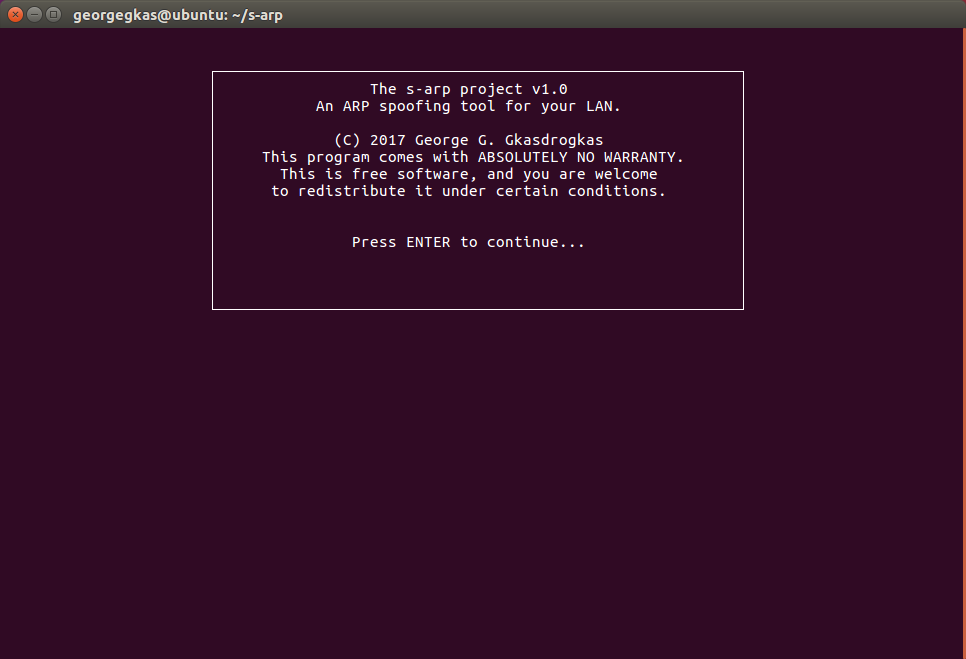 georgegkas@ubuntu: ~/s-arp
The s-arp project v1.0
An ARP spoofing tool for your LAN.
(C) 2017 George G. Gkasdrogkas
This program comes with ABSOLUTELY NO WARRANTY.
This is free software, and you are welcome
to redistribute it under certain conditions.
Press ENTER to continue...